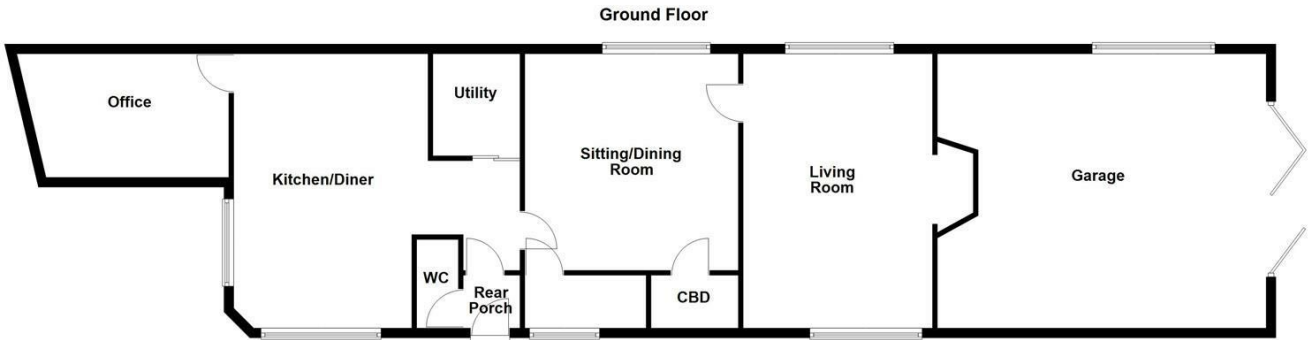 Ground Floor
Office
Utility
Kitchen/Diner
Sitting/Dining
Room
Living
Room
Garage
WC
Rear
Porch
CBD